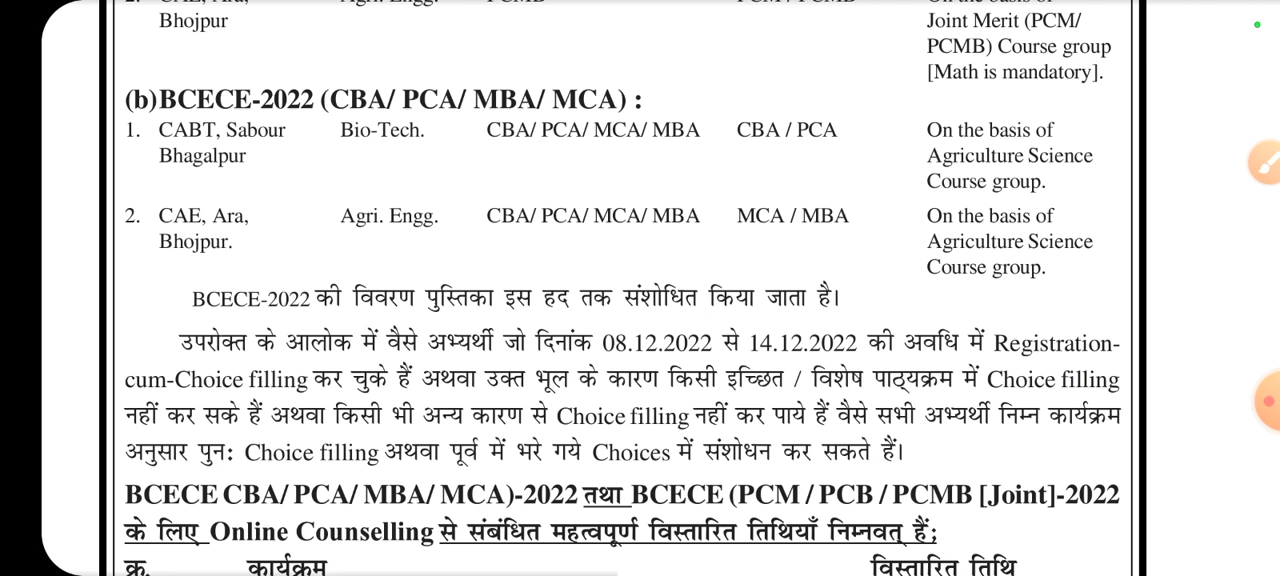 Bhojpur Joint Merit (PCM/
PCMB) Course group
[Math is mandatory].
(b)BCECE-2022 (CBA/ PCA/ MBA/ MCA) :
1. CABT, Sabour Bio-Tech. CBA/ PCA/ MCA/ MBA CBA / PCA On the basis of
Bhagalpur Agriculture Science
Course group.
2. CAE, Ara, Agri. Engg. CBA/ PCA/ MCA/ MBA MCA / MBA On the basis of
Bhojpur. Agriculture Science
Course group.
BCECE-2022 की विवरण पुस्तिका इस हद तक संशोधित किया जाता है।
उपरोक्त के आलोक में वैसे अभ्यर्थी जो दिनांक 08.12.2022 से 14.12.2022 की अवधि में Registration-
cum-Choice filling कर चुके हैं अथवा उक्त भूल के कारण किसी इच्छित / विशेष पाठ्यक्रम में Choice filling
नहीं कर सके हैं अथवा किसी भी अन्य कारण से Choice filling नहीं कर पाये हैं वैसे सभी अभ्यर्थी निम्न कार्यक्रम
अनुसार पुन: Choice filling अथवा पूर्व में भरे गये Choices में संशोधन कर सकते हैं।
BCECE CBA/ PCA/ MBA/ MCA)-2022 तथा BCECE (PCM / PCB / PCMB [Joint]-2022
के लिए Online Counselling से संबंधित महत्वपूर्ण विस्तारित तिथियाँ निम्नवत् हैं;
क्र. कार्यक्रम विस्तारित तिथि